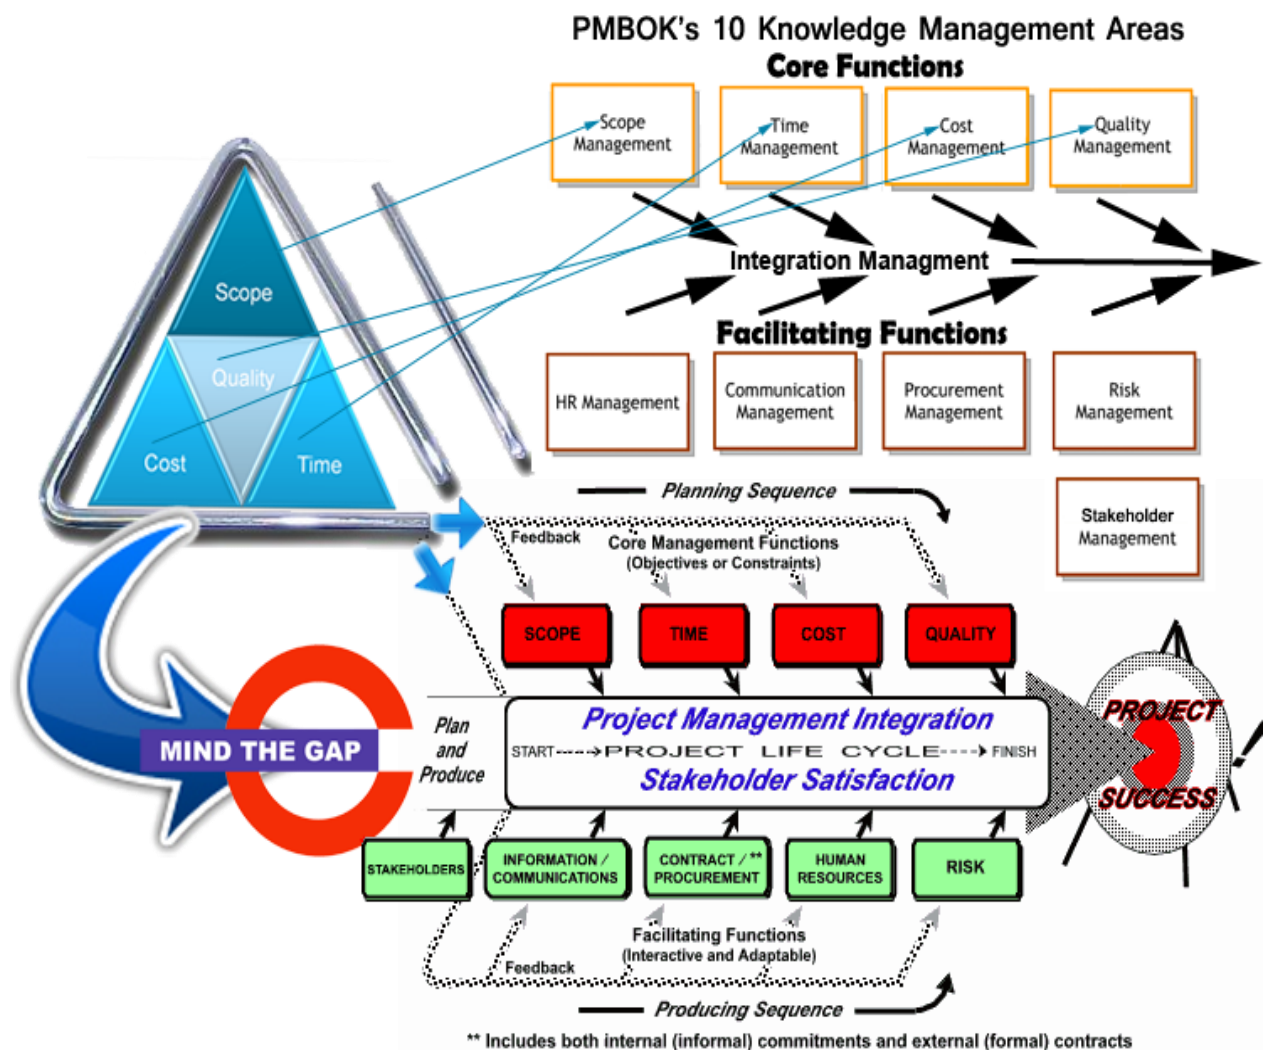 PMBOK's 10 Knowledge Management Areas
Core Functions
Scope
Management
Time
Management
Cost
Management
Quality
Management
Integration Managment
Facilitating Functions
HR Management
Communication
Management
Procurement
Management
Risk
Management
Stakeholder
Management
Scope
Quality
Cost
Time
Planning Sequence
Feedback
Core Management Functions
(Objectives or Constraints)
SCOPE
TIME
COST
QUALITY
MIND THE GAP
Plan
and
Produce
Project Management Integration
START
PROJECT LIFE CYCLE
FINISH
Stakeholder Satisfaction
PROJECT
SUCCESS
STAKEHOLDERS
INFORMATION /
COMMUNICATIONS
CONTRACT / **
PROCUREMENT
HUMAN
RESOURCES
RISK
Facilitating Functions
(Interactive and Adaptable)
Feedback
Producing Sequence
** Includes both internal (informal) commitments and external (formal) contracts